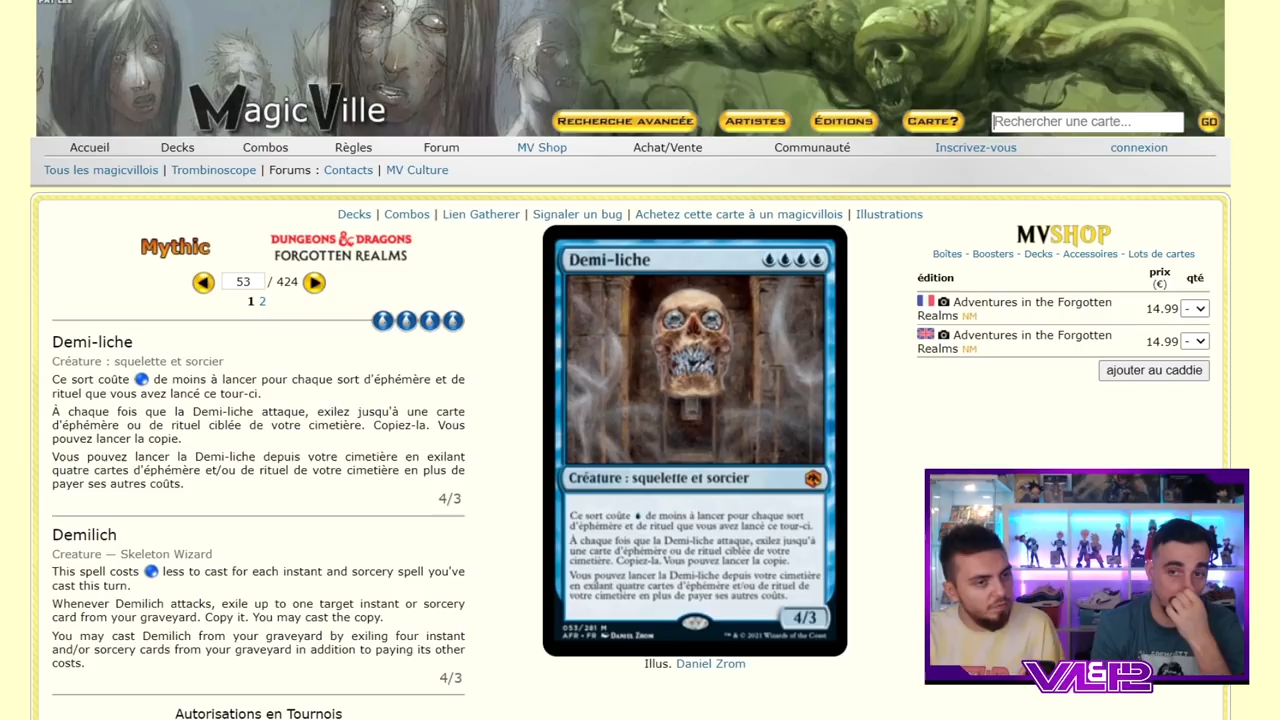 PAT LEE
MagicVille
RECHERCHE AVANCÉE
ARTISTES
ÉDITIONS
CARTE?
Rechercher une carte...
GO
Accueil Decks Combos Règles Forum MV Shop Achat/Vente Communauté Inscrivez-vous connexion
Tous les magicvillois | Trombinoscope | Forums : Contacts | MV Culture
Decks | Combos | Lien Gatherer | Signaler un bug | Achetez cette carte à un magicvillois | Illustrations
Mythic
DUNGEONS & DRAGONS
FORGOTTEN REALMS
53 / 424
1 2
Demi-liche
Créature : squelette et sorcier
Ce sort coûte de moins à lancer pour chaque sort d'éphémère et de
rituel que vous avez lancé ce tour-ci.
À chaque fois que la Demi-liche attaque, exilez jusqu'à une carte
d'éphémère ou de rituel ciblée de votre cimetière. Copiez-la. Vous
pouvez lancer la copie.
Vous pouvez lancer la Demi-liche depuis votre cimetière en exilant
quatre cartes d'éphémère et/ou de rituel de votre cimetière en plus de
payer ses autres coûts.
4/3
Demilich
Creature — Skeleton Wizard
This spell costs less to cast for each instant and sorcery spell you've
cast this turn.
Whenever Demilich attacks, exile up to one target instant or sorcery
card from your graveyard. Copy it. You may cast the copy.
You may cast Demilich from your graveyard by exiling four instant
and/or sorcery cards from your graveyard in addition to paying its other
costs.
4/3
Autorisations en Tournois
Demi-liche
Créature : squelette et sorcier
Ce sort coûte de moins à lancer pour chaque sort
d'éphémère et de rituel que vous avez lancé ce tour-ci.
À chaque fois que la Demi-liche attaque, exilez jusqu'à
une carte d'éphémère ou de rituel ciblée de votre
cimetière. Copiez-la. Vous pouvez lancer la copie.
Vous pouvez lancer la Demi-liche depuis votre cimetière
en exilant quatre cartes d'éphémère et/ou de rituel de
votre cimetière en plus de payer ses autres coûts.
4/3
053/281 M
AFR • FR Daniel Zrom
™ & © 2021 Wizards of the Coast
Illus. Daniel Zrom
MVSHOP
Boîtes - Boosters - Decks - Accessoires - Lots de cartes
édition prix (€) qté
Adventures in the Forgotten
Realms NM 14.99 -
Adventures in the Forgotten
Realms NM 14.99 -
ajouter au caddie